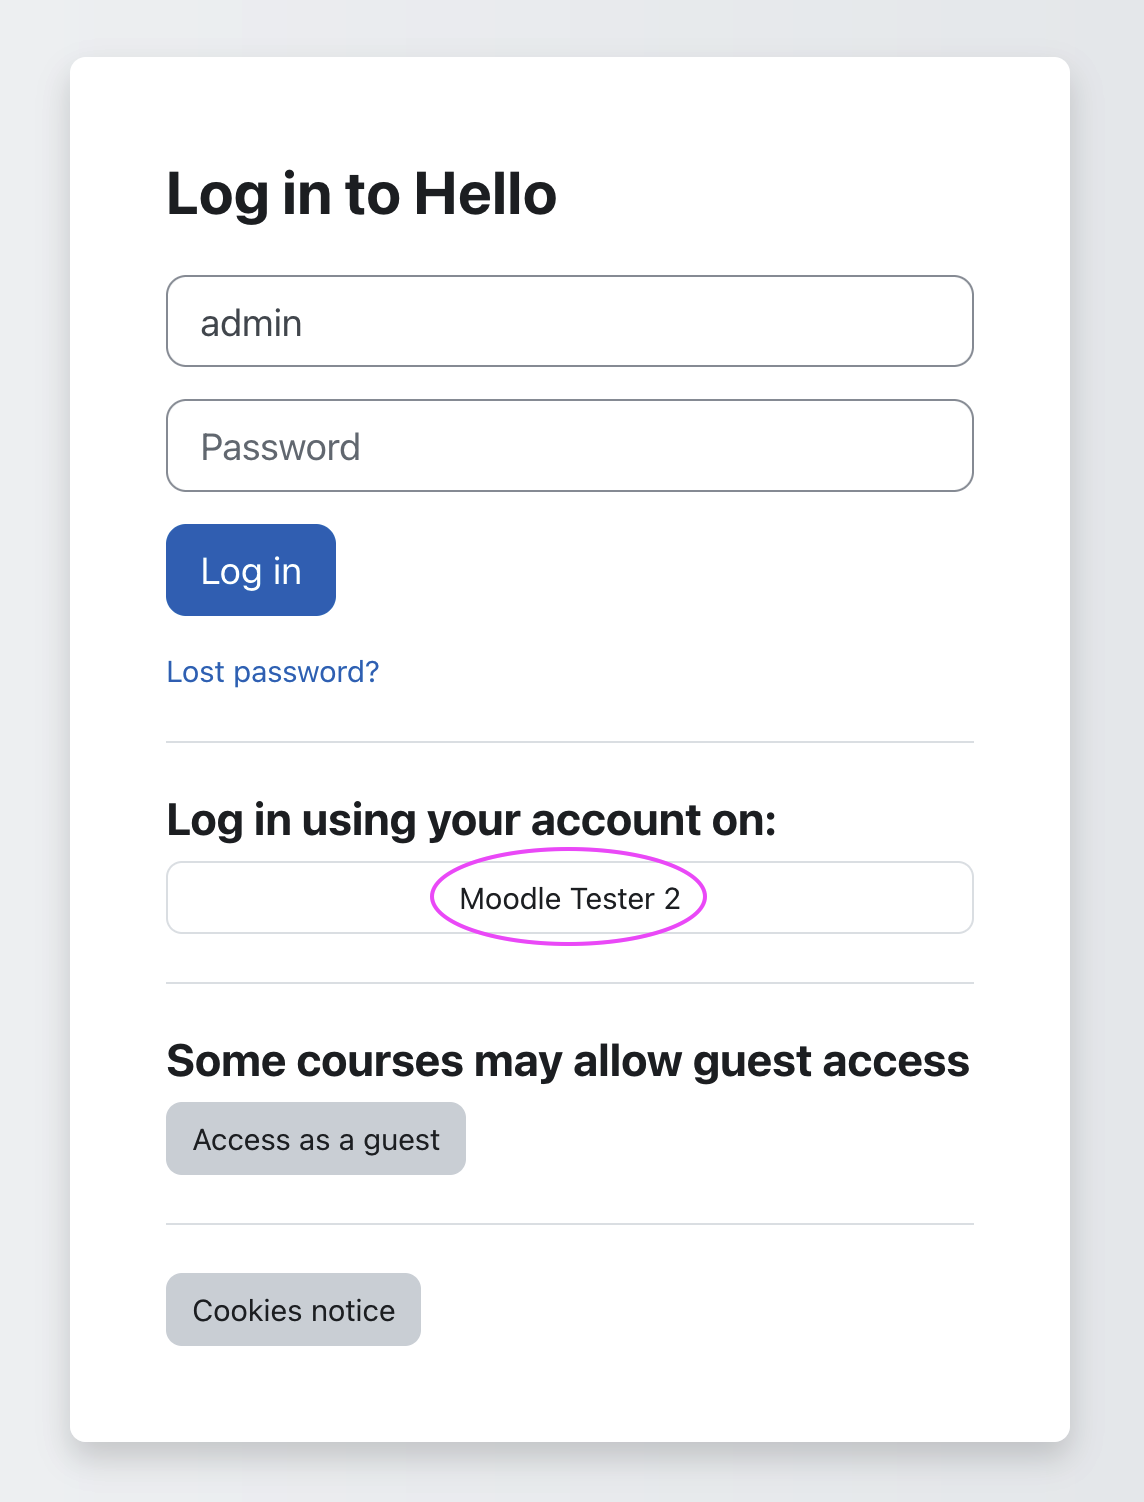 Log in to Hello
admin
Password
Log in
Lost password?
Log in using your account on:
Moodle Tester 2
Some courses may allow guest access
Access as a guest
Cookies notice